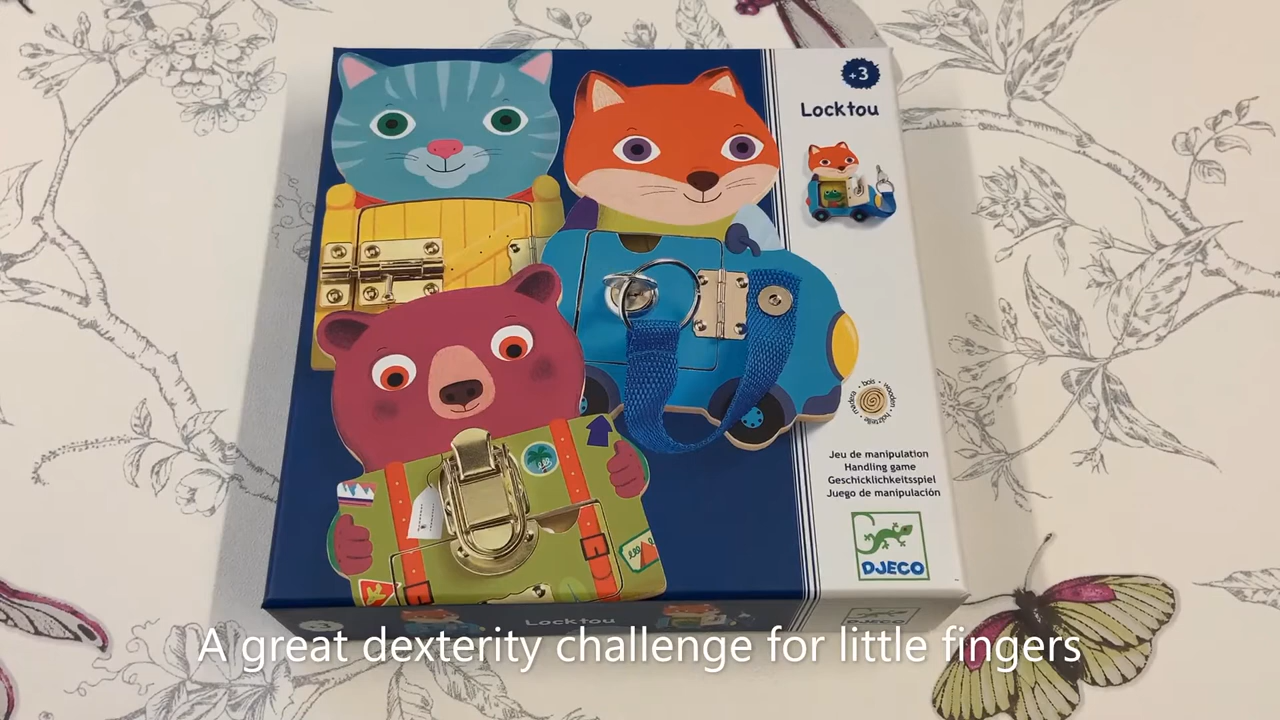 +3
Locktou
Jeu de manipulation
Handling game
Geschicklichkeitsspiel
Juego de manipulación
DJECO
Locktou
A great dexterity challenge for little fingers